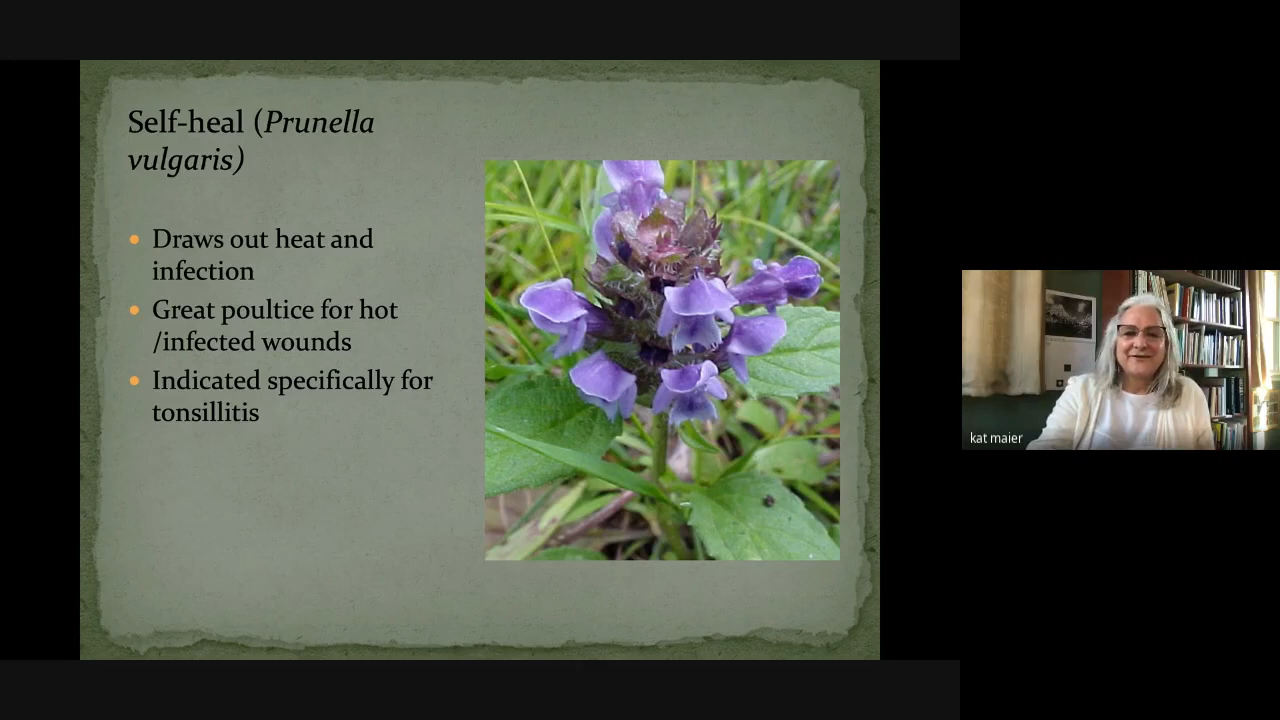 Self-heal (Prunella
vulgaris)
Draws out heat and
infection
Great poultice for hot
/infected wounds
Indicated specifically for
tonsillitis
kat maier